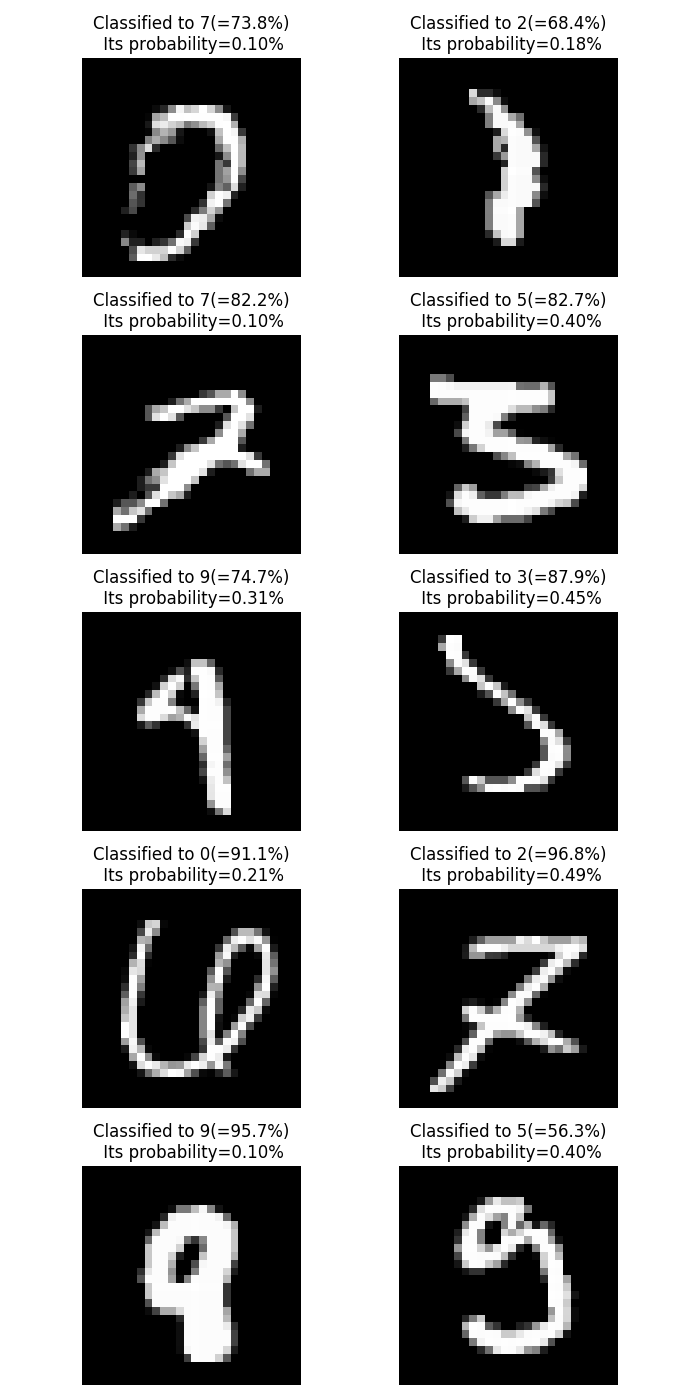 Classified to 7(=73.8%)
Its probability=0.10%
Classified to 2(=68.4%)
Its probability=0.18%
Classified to 7(=82.2%)
Its probability=0.10%
Classified to 5(=82.7%)
Its probability=0.40%
Classified to 9(=74.7%)
Its probability=0.31%
Classified to 3(=87.9%)
Its probability=0.45%
Classified to 0(=91.1%)
Its probability=0.21%
Classified to 2(=96.8%)
Its probability=0.49%
Classified to 9(=95.7%)
Its probability=0.10%
Classified to 5(=56.3%)
Its probability=0.40%